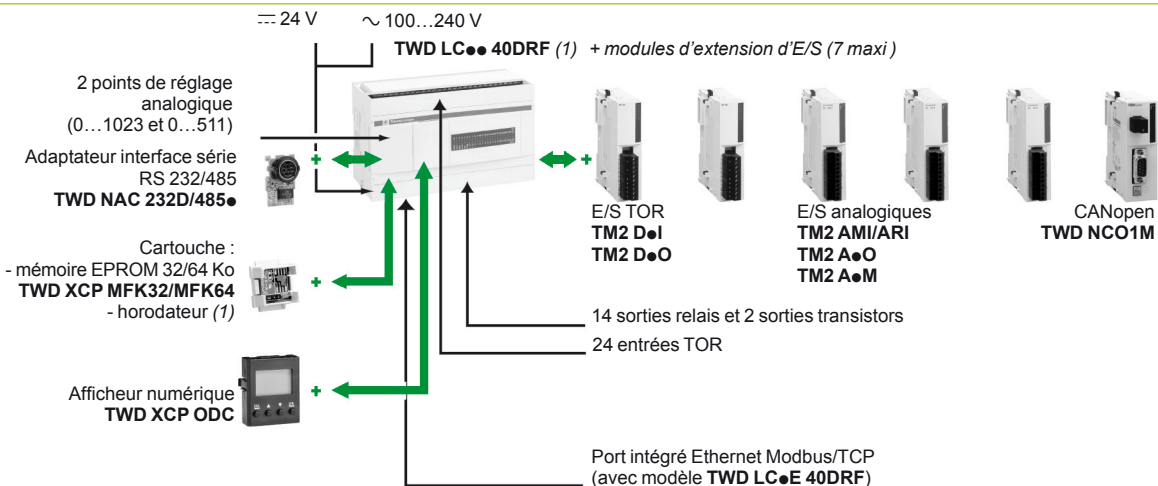 ⎓ 24 V
∿ 100…240 V
TWD LC●● 40DRF (1) + modules d'extension d'E/S (7 maxi )
2 points de réglage
analogique
(0…1023 et 0…511)
Adaptateur interface série
RS 232/485
TWD NAC 232D/485●
+
+
E/S TOR
TM2 D●I
TM2 D●O
E/S analogiques
TM2 AMI/ARI
TM2 A●O
TM2 A●M
CANopen
TWD NCO1M
Cartouche :
- mémoire EPROM 32/64 Ko
TWD XCP MFK32/MFK64
- horodateur (1)
+
14 sorties relais et 2 sorties transistors
24 entrées TOR
Afficheur numérique
TWD XCP ODC
+
Port intégré Ethernet Modbus/TCP
(avec modèle TWD LC●E 40DRF)